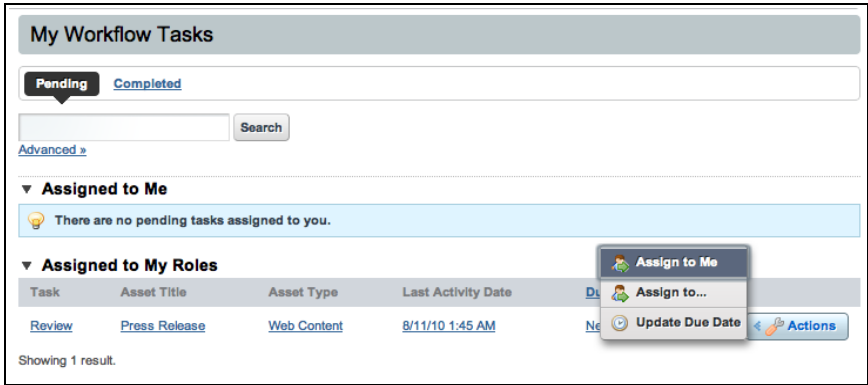 My Workflow Tasks
Pending Completed
Search
Advanced »
Assigned to Me
There are no pending tasks assigned to you.
Assigned to My Roles
Assign to Me
Task Asset Title Asset Type Last Activity Date
Assign to...
Review Press Release Web Content 8/11/10 1:45 AM
Update Due Date
Actions
Showing 1 result.